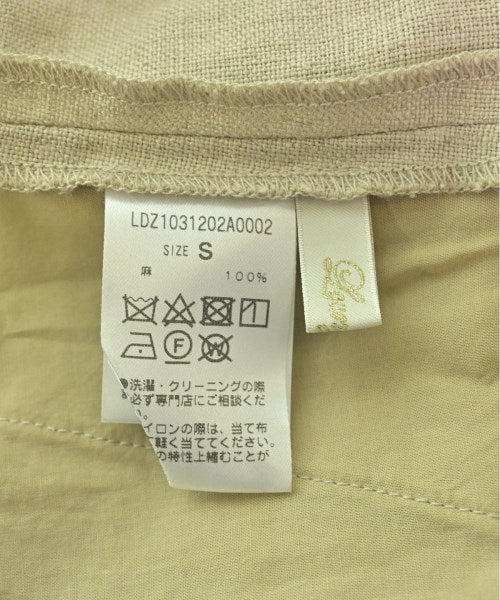 LDZ1031202A0002
SIZE S
麻 100%
F
W
●洗濯・クリーニングの際
必ず専門店にご相談くだ
イロンの際は、当て布
軽く当ててください。
の特性上縮むことが